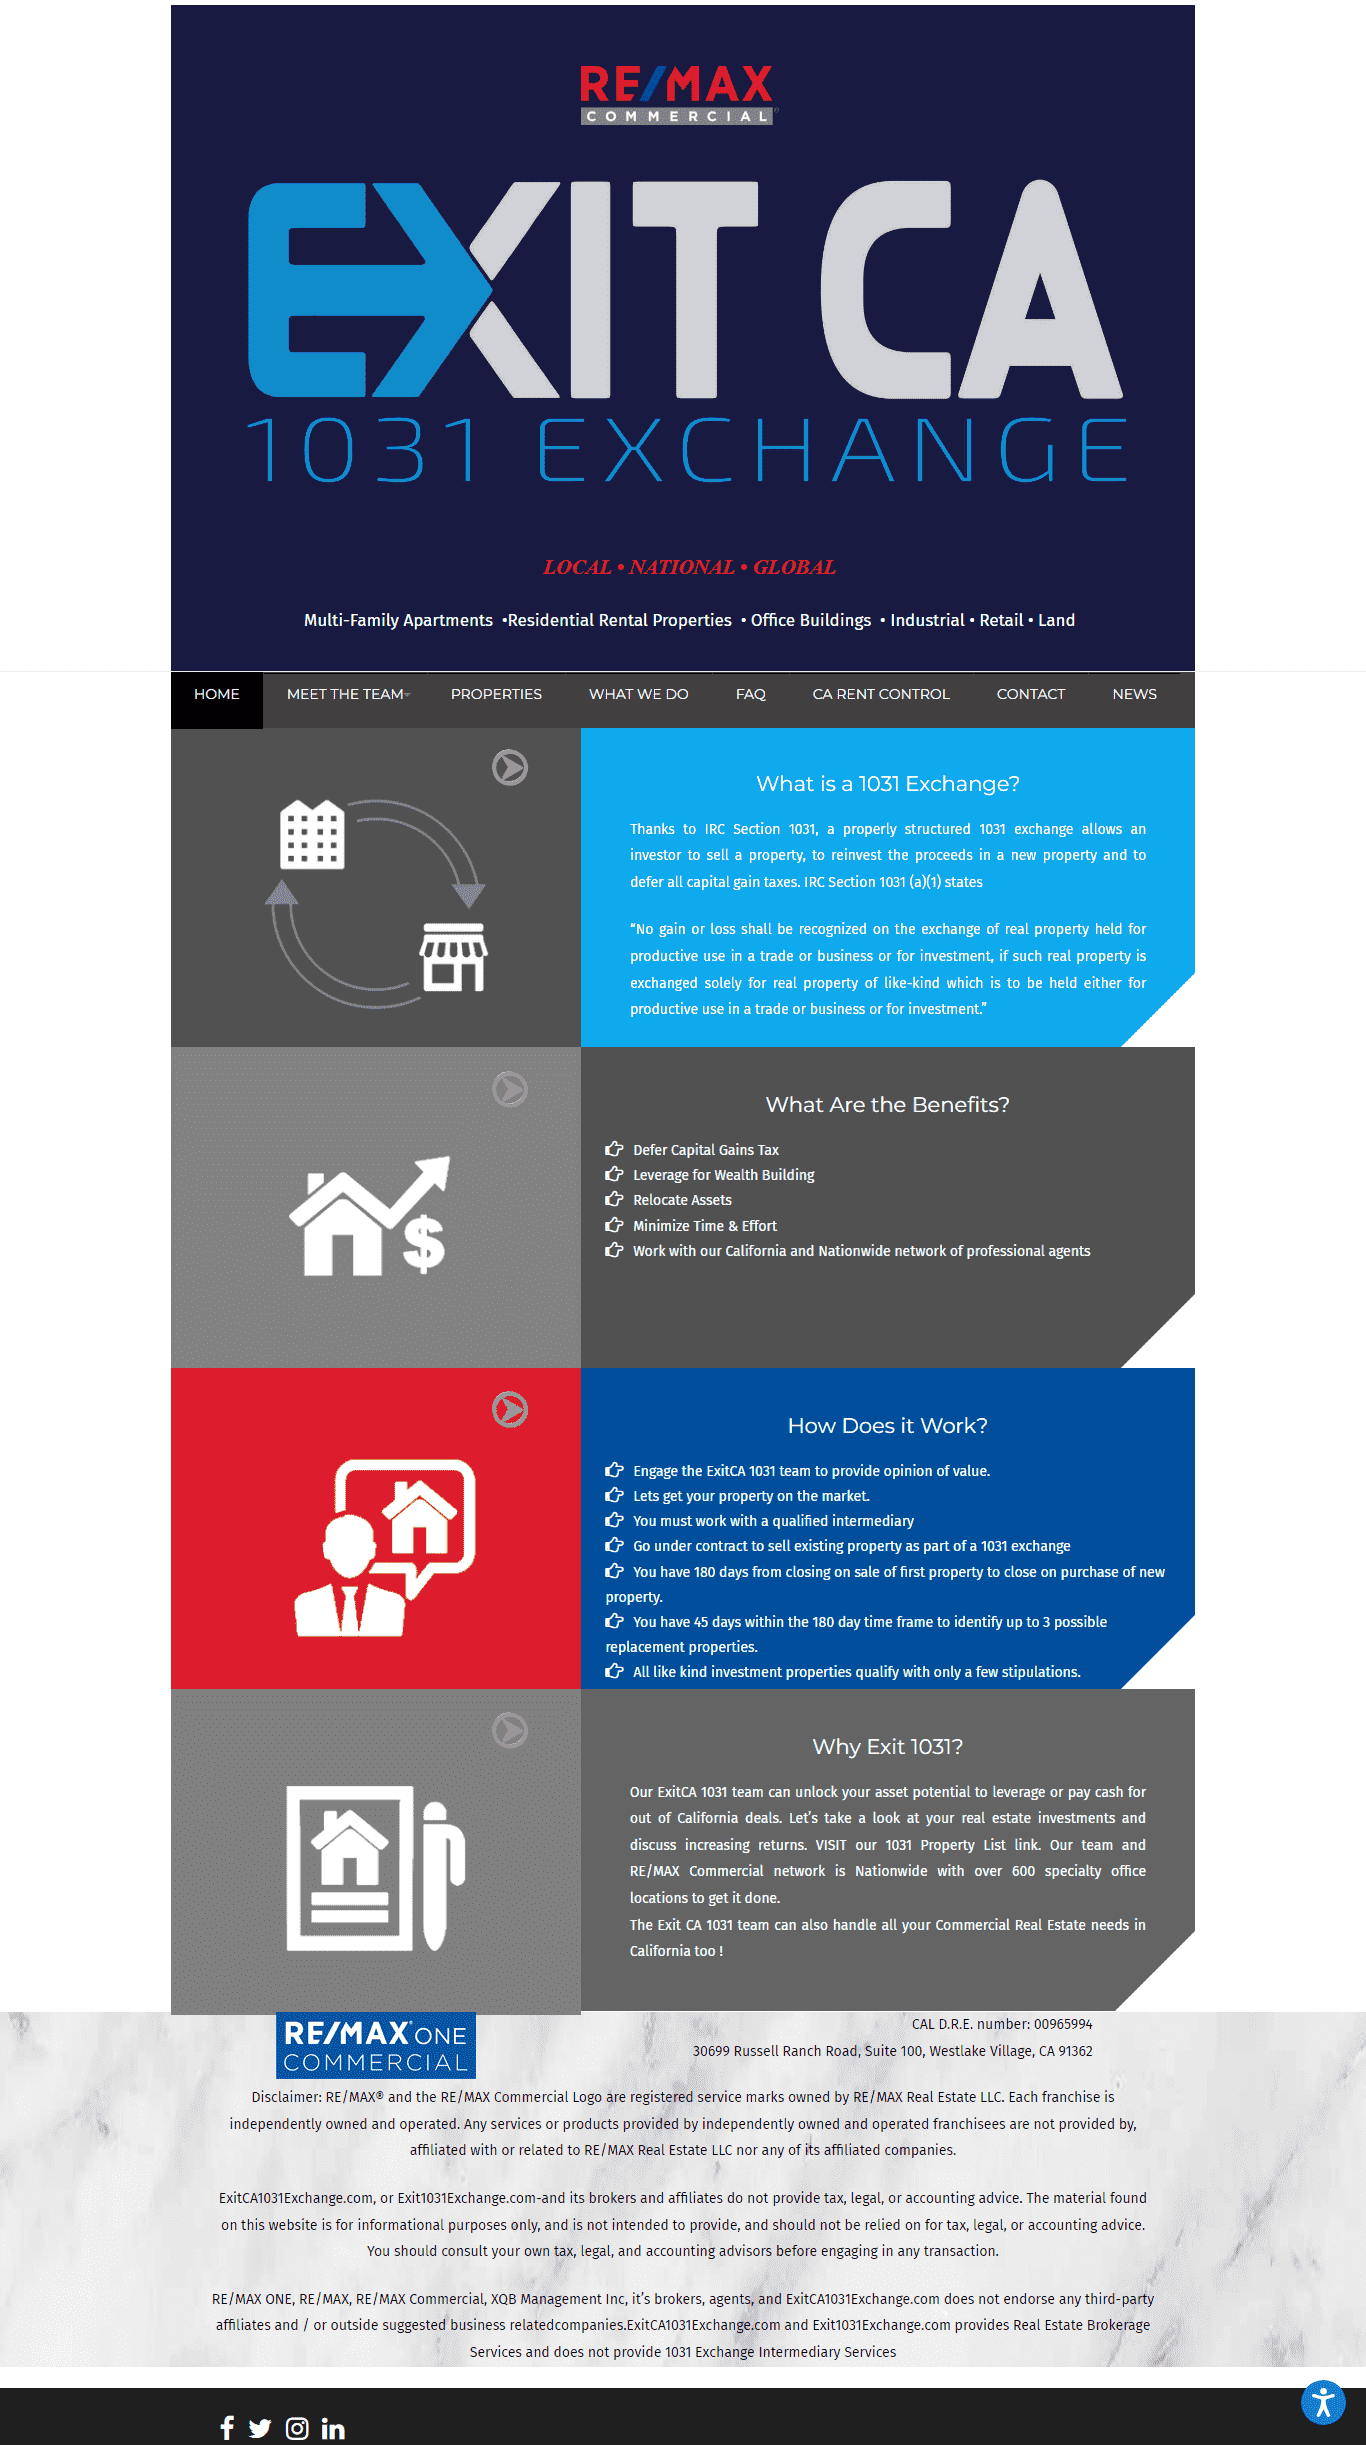 RE/MAX
COMMERCIAL
EXIT CA
1031 EXCHANGE
LOCAL • NATIONAL • GLOBAL
Multi-Family Apartments •Residential Rental Properties • Office Buildings • Industrial • Retail • Land
HOME MEET THE TEAM PROPERTIES WHAT WE DO FAQ CA RENT CONTROL CONTACT NEWS
What is a 1031 Exchange?
Thanks to IRC Section 1031, a properly structured 1031 exchange allows an
investor to sell a property, to reinvest the proceeds in a new property and to
defer all capital gain taxes. IRC Section 1031 (a)(1) states
“No gain or loss shall be recognized on the exchange of real property held for
productive use in a trade or business or for investment, if such real property is
exchanged solely for real property of like-kind which is to be held either for
productive use in a trade or business or for investment.”
What Are the Benefits?
Defer Capital Gains Tax
Leverage for Wealth Building
Relocate Assets
Minimize Time & Effort
Work with our California and Nationwide network of professional agents
$
How Does it Work?
Engage the ExitCA 1031 team to provide opinion of value.
Lets get your property on the market.
You must work with a qualified intermediary
Go under contract to sell existing property as part of a 1031 exchange
You have 180 days from closing on sale of first property to close on purchase of new
property.
You have 45 days within the 180 day time frame to identify up to 3 possible
replacement properties.
All like kind investment properties qualify with only a few stipulations.
Why Exit 1031?
Our ExitCA 1031 team can unlock your asset potential to leverage or pay cash for
out of California deals. Let’s take a look at your real estate investments and
discuss increasing returns. VISIT our 1031 Property List link. Our team and
RE/MAX Commercial network is Nationwide with over 600 specialty office
locations to get it done.
The Exit CA 1031 team can also handle all your Commercial Real Estate needs in
California too !
RE/MAX ONE
COMMERCIAL
CAL D.R.E. number: 00965994
30699 Russell Ranch Road, Suite 100, Westlake Village, CA 91362
Disclaimer: RE/MAX® and the RE/MAX Commercial Logo are registered service marks owned by RE/MAX Real Estate LLC. Each franchise is
independently owned and operated. Any services or products provided by independently owned and operated franchisees are not provided by,
affiliated with or related to RE/MAX Real Estate LLC nor any of its affiliated companies.
ExitCA1031Exchange.com, or Exit1031Exchange.com-and its brokers and affiliates do not provide tax, legal, or accounting advice. The material found
on this website is for informational purposes only, and is not intended to provide, and should not be relied on for tax, legal, or accounting advice.
You should consult your own tax, legal, and accounting advisors before engaging in any transaction.
RE/MAX ONE, RE/MAX, RE/MAX Commercial, XQB Management Inc, it’s brokers, agents, and ExitCA1031Exchange.com does not endorse any third-party
affiliates and / or outside suggested business relatedcompanies.ExitCA1031Exchange.com and Exit1031Exchange.com provides Real Estate Brokerage
Services and does not provide 1031 Exchange Intermediary Services